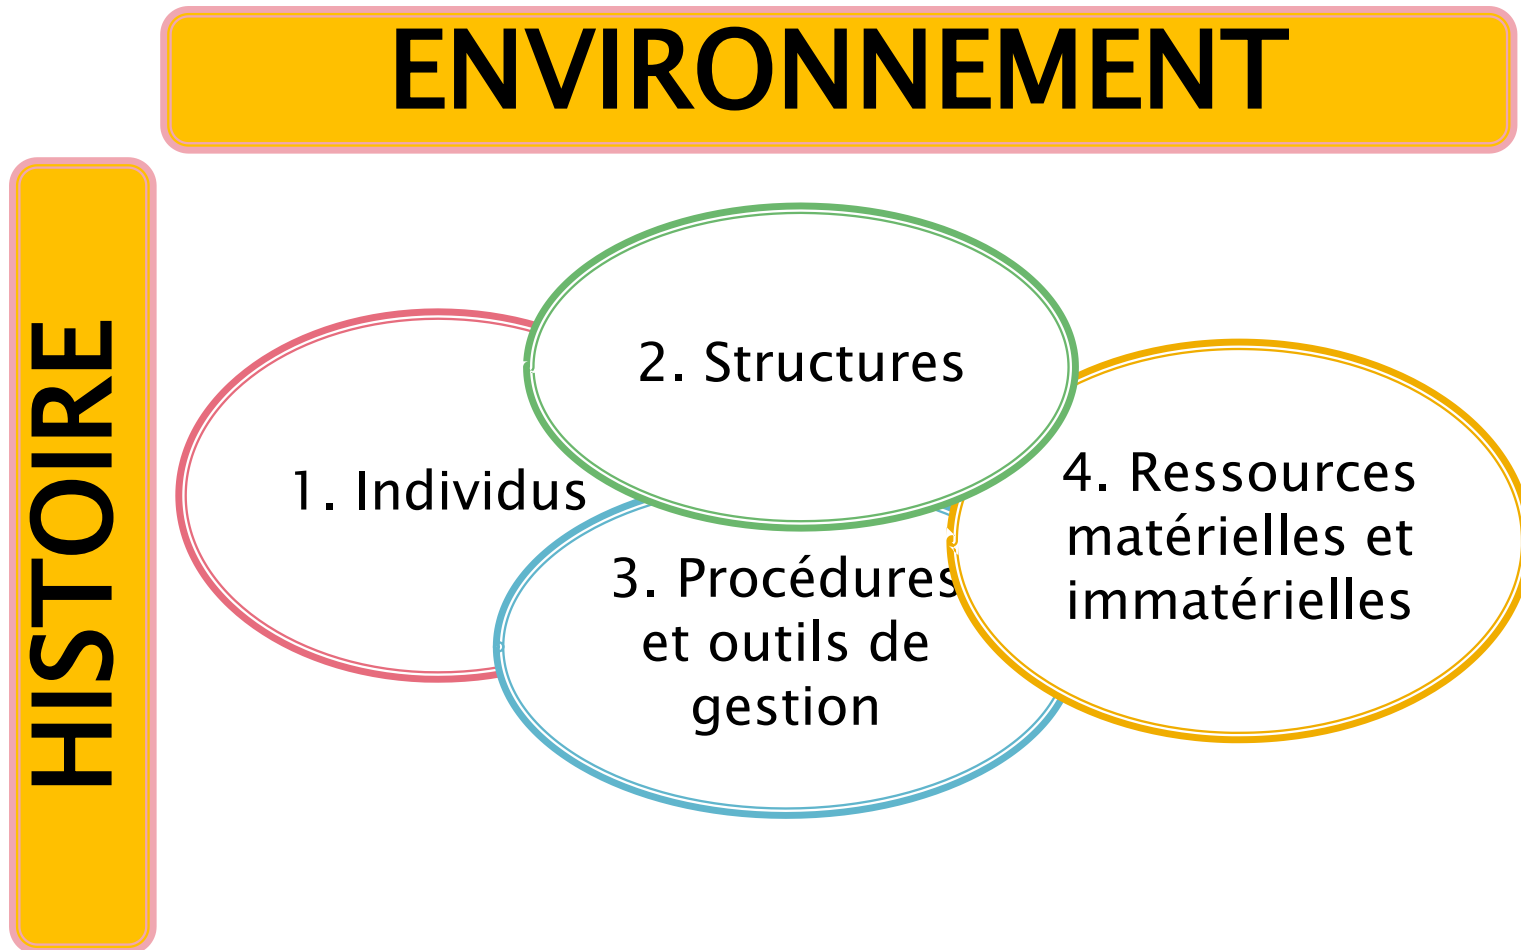 ENVIRONNEMENT
HISTOIRE
1. Individus
2. Structures
3. Procédures
et outils de
gestion
4. Ressources
matérielles et
immatérielles